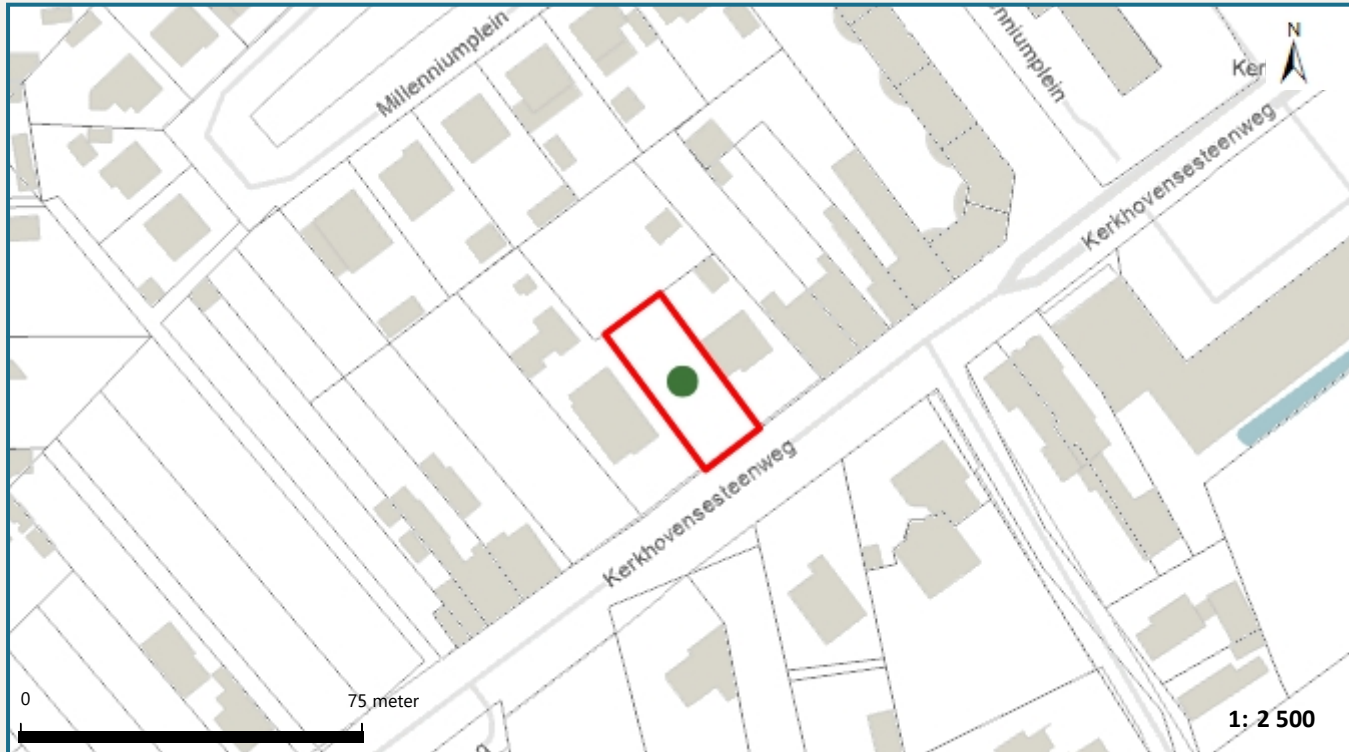 Millenniumplein
nniumplein
N
Ker
Kerkhovensesteenweg
Kerkhovensesteenweg
0
75 meter
1: 2 500